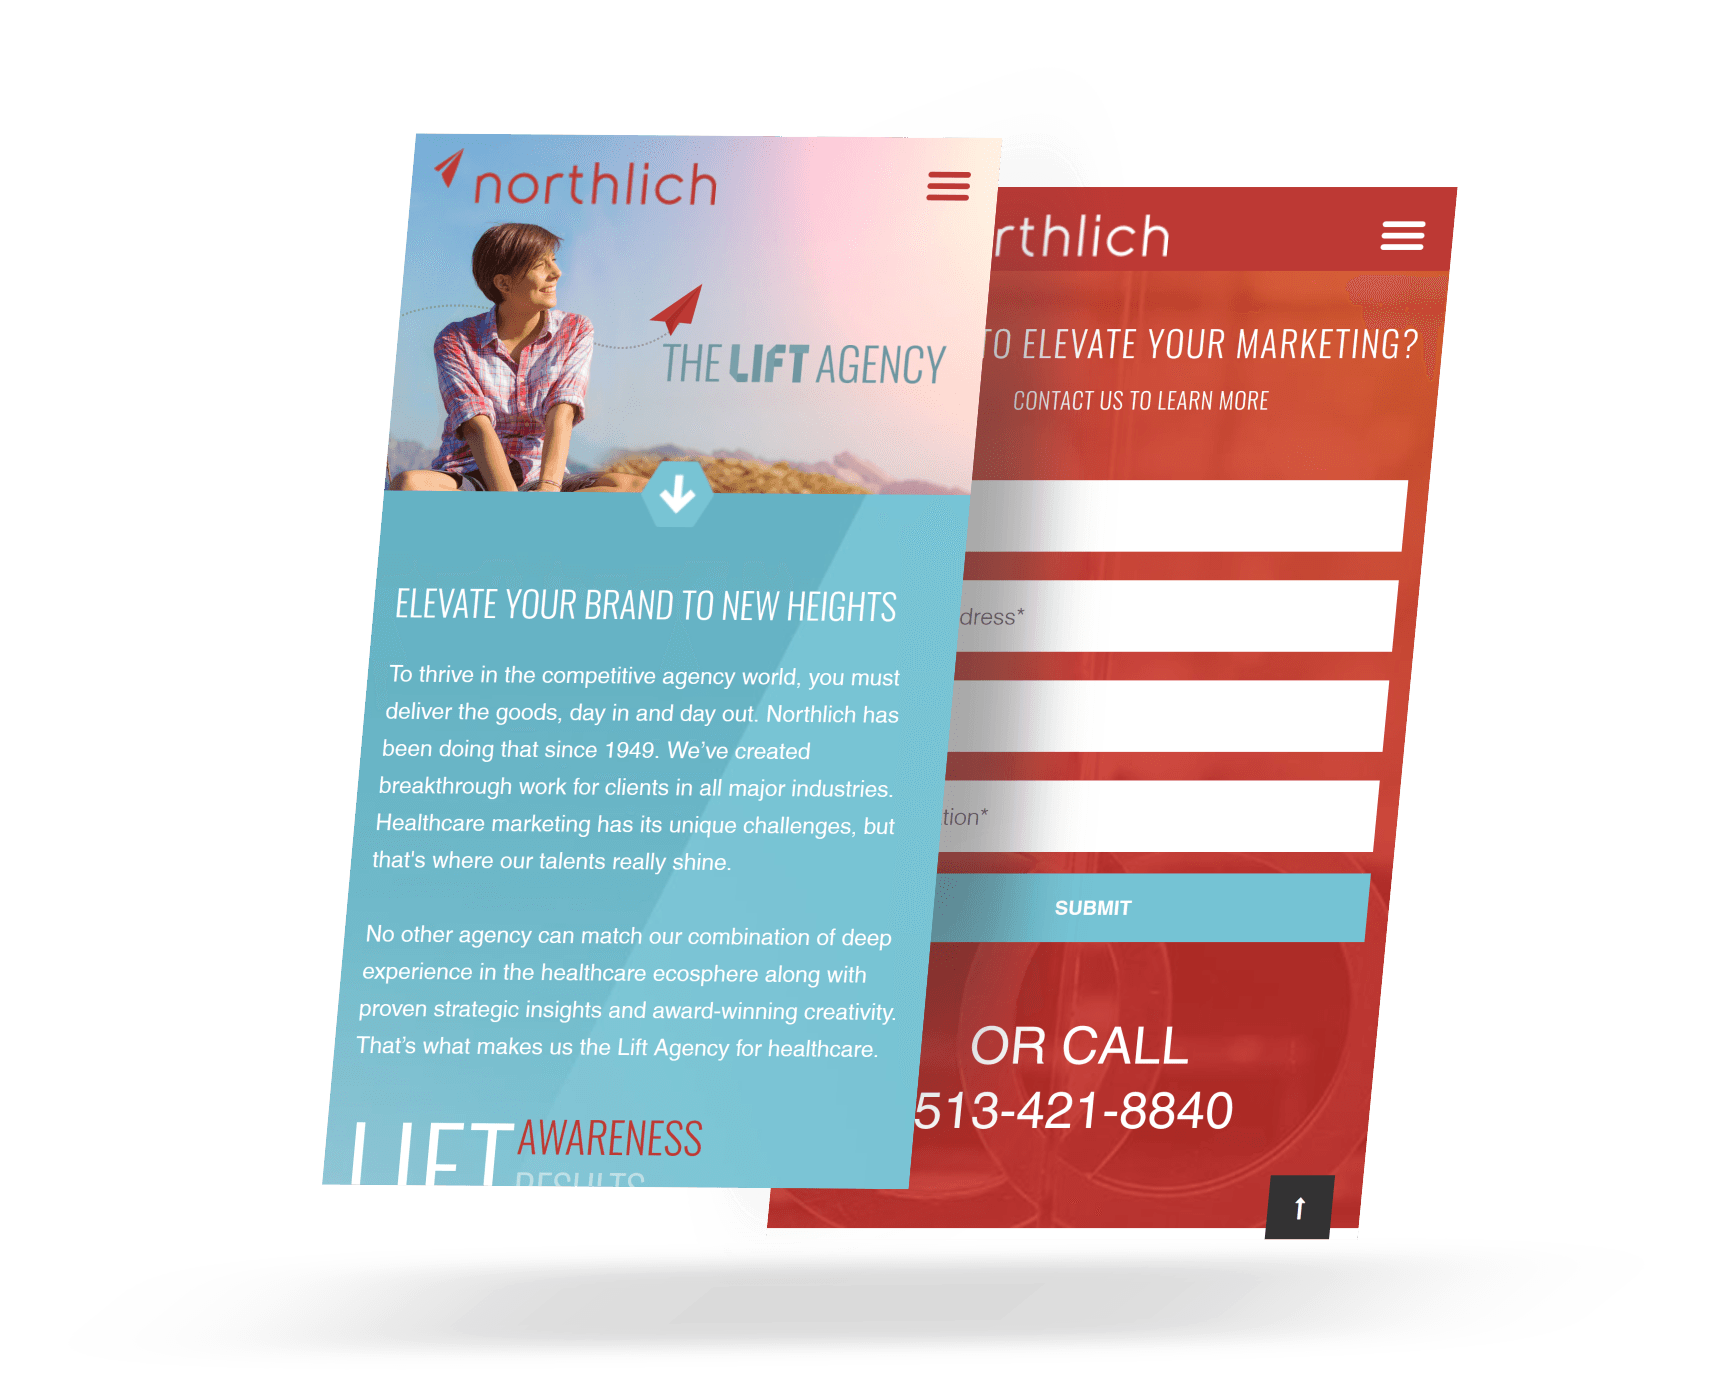 northlich
THE LIFT AGENCY
ELEVATE YOUR BRAND TO NEW HEIGHTS
To thrive in the competitive agency world, you must
deliver the goods, day in and day out. Northlich has
been doing that since 1949. We’ve created
breakthrough work for clients in all major industries.
Healthcare marketing has its unique challenges, but
that's where our talents really shine.
No other agency can match our combination of deep
experience in the healthcare ecosphere along with
proven strategic insights and award-winning creativity.
That’s what makes us the Lift Agency for healthcare.
LIFT AWARENESS
RESULTS
rthlich
TO ELEVATE YOUR MARKETING?
CONTACT US TO LEARN MORE
dress*
tion*
SUBMIT
OR CALL
513-421-8840